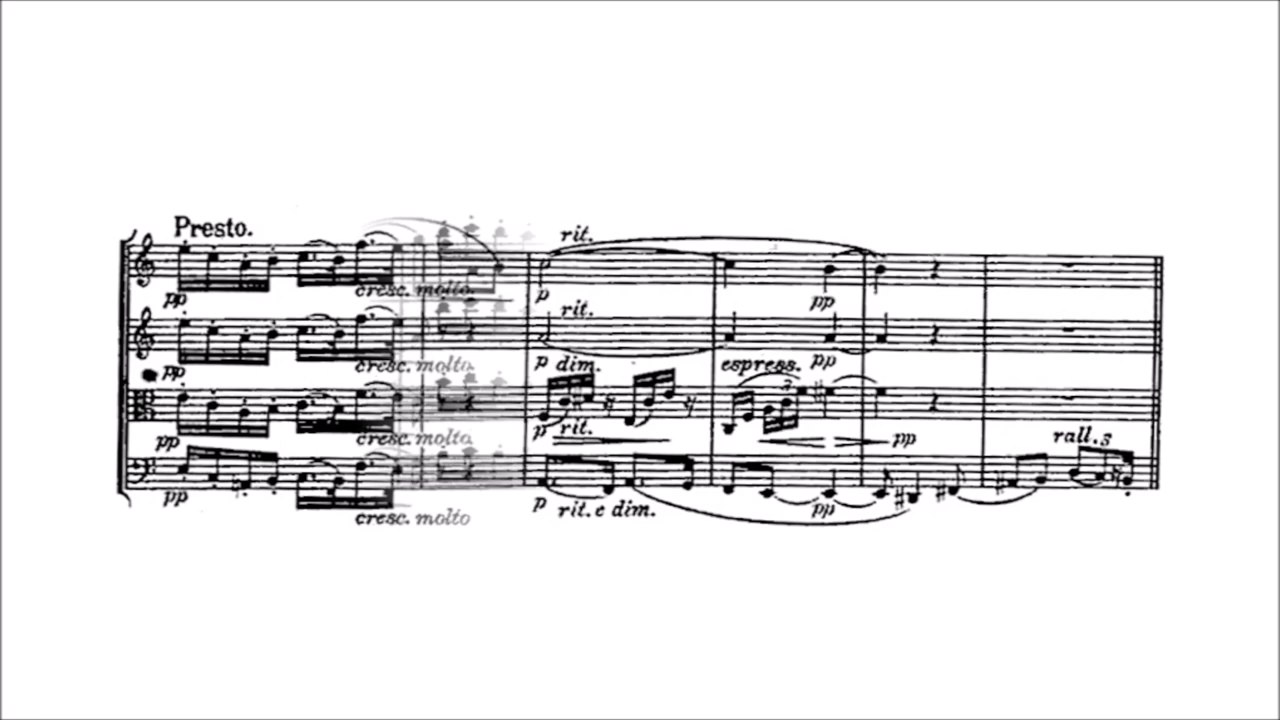 Presto.
rit.
pp cresc. molto p pp
rit.
pp cresc. molto p dim. espress. pp
3
pp cresc. molto p rit. pp
rall.s
pp cresc. molto p rit. e dim. pp